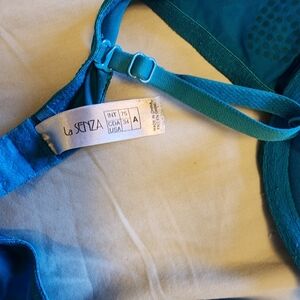 La SENZA
INT 75
CDA 34 A
USA